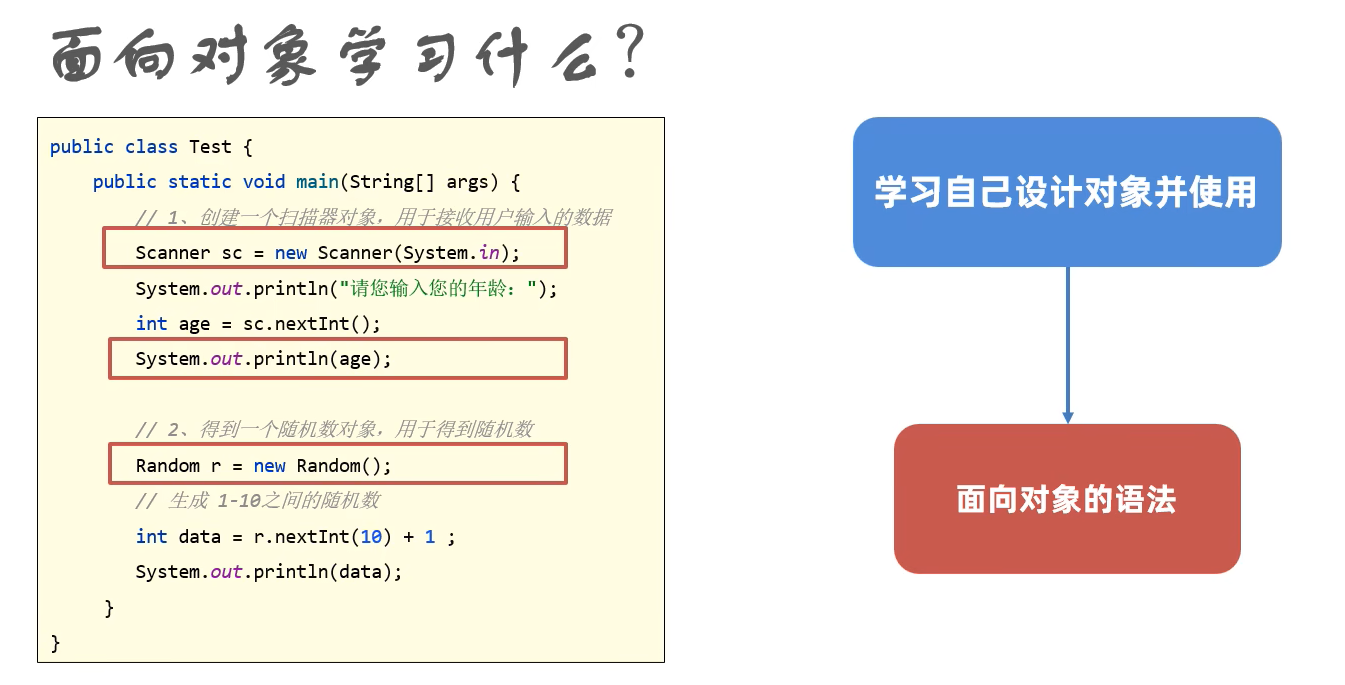 面向对象学习什么?
public class Test {
public static void main(String[] args) {
// 1、创建一个扫描器对象，用于接收用户输入的数据
Scanner sc = new Scanner(System.in);
System.out.println("请您输入您的年龄：");
int age = sc.nextInt();
System.out.println(age);
// 2、得到一个随机数对象，用于得到随机数
Random r = new Random();
// 生成 1-10之间的随机数
int data = r.nextInt(10) + 1 ;
System.out.println(data);
}
}
学习自己设计对象并使用
面向对象的语法